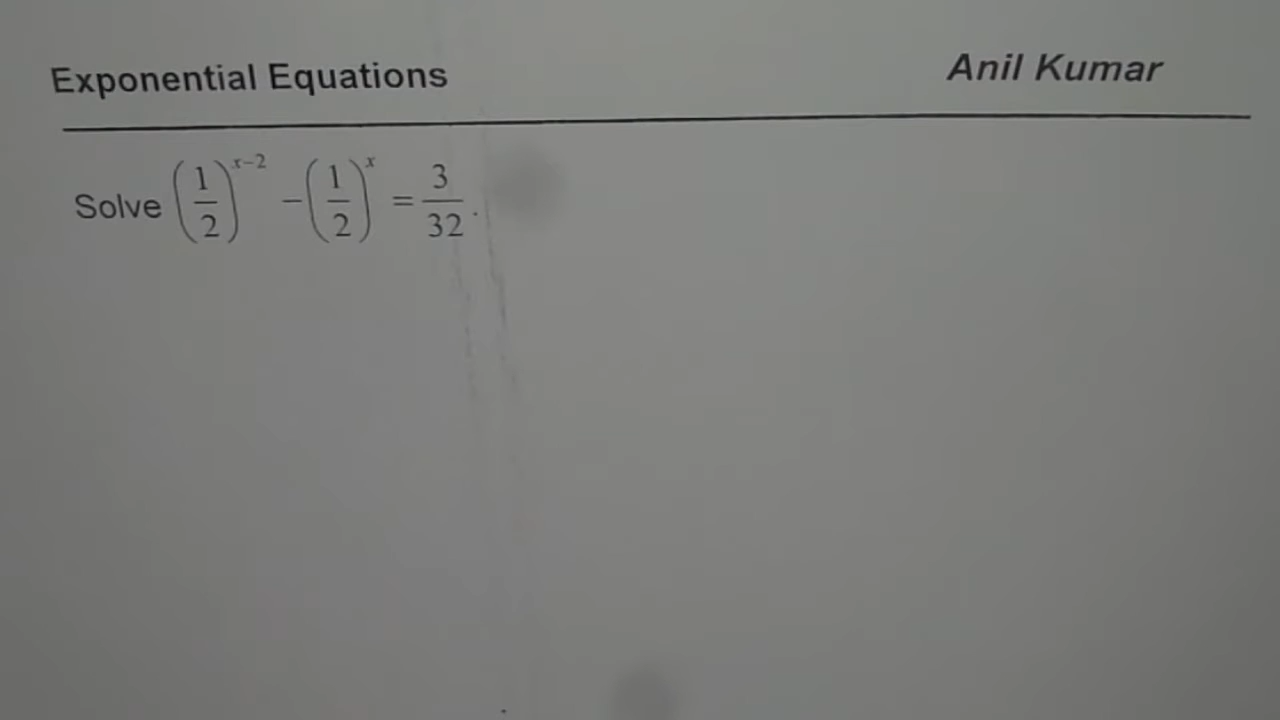 Exponential Equations Anil Kumar
Solve (1/2)^(x-2) - (1/2)^x = 3/32.